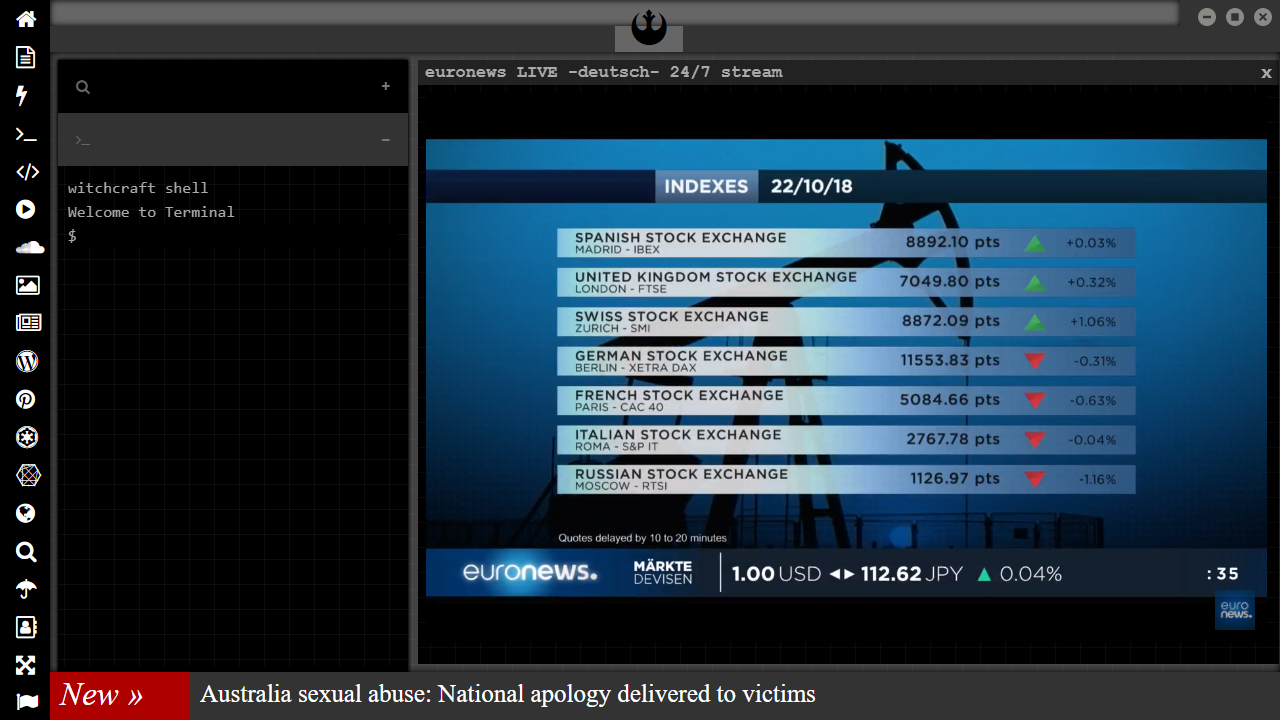 euronews LIVE -deutsch- 24/7 stream
x
+
>_
−
witchcraft shell
Welcome to Terminal
$
INDEXES 22/10/18
SPANISH STOCK EXCHANGE 8892.10 pts +0.03%
MADRID - IBEX
UNITED KINGDOM STOCK EXCHANGE 7049.80 pts +0.32%
LONDON - FTSE
SWISS STOCK EXCHANGE 8872.09 pts +1.06%
ZURICH - SMI
GERMAN STOCK EXCHANGE 11553.83 pts -0.31%
BERLIN - XETRA DAX
FRENCH STOCK EXCHANGE 5084.66 pts -0.63%
PARIS - CAC 40
ITALIAN STOCK EXCHANGE 2767.78 pts -0.04%
ROMA - S&P IT
RUSSIAN STOCK EXCHANGE 1126.97 pts -1.16%
MOSCOW - RTSI
Quotes delayed by 10 to 20 minutes
euronews.
MÄRKTE
DEVISEN
1.00 USD ◂▸ 112.62 JPY ▲ 0.04%
: 35
euro
news.
New »
Australia sexual abuse: National apology delivered to victims